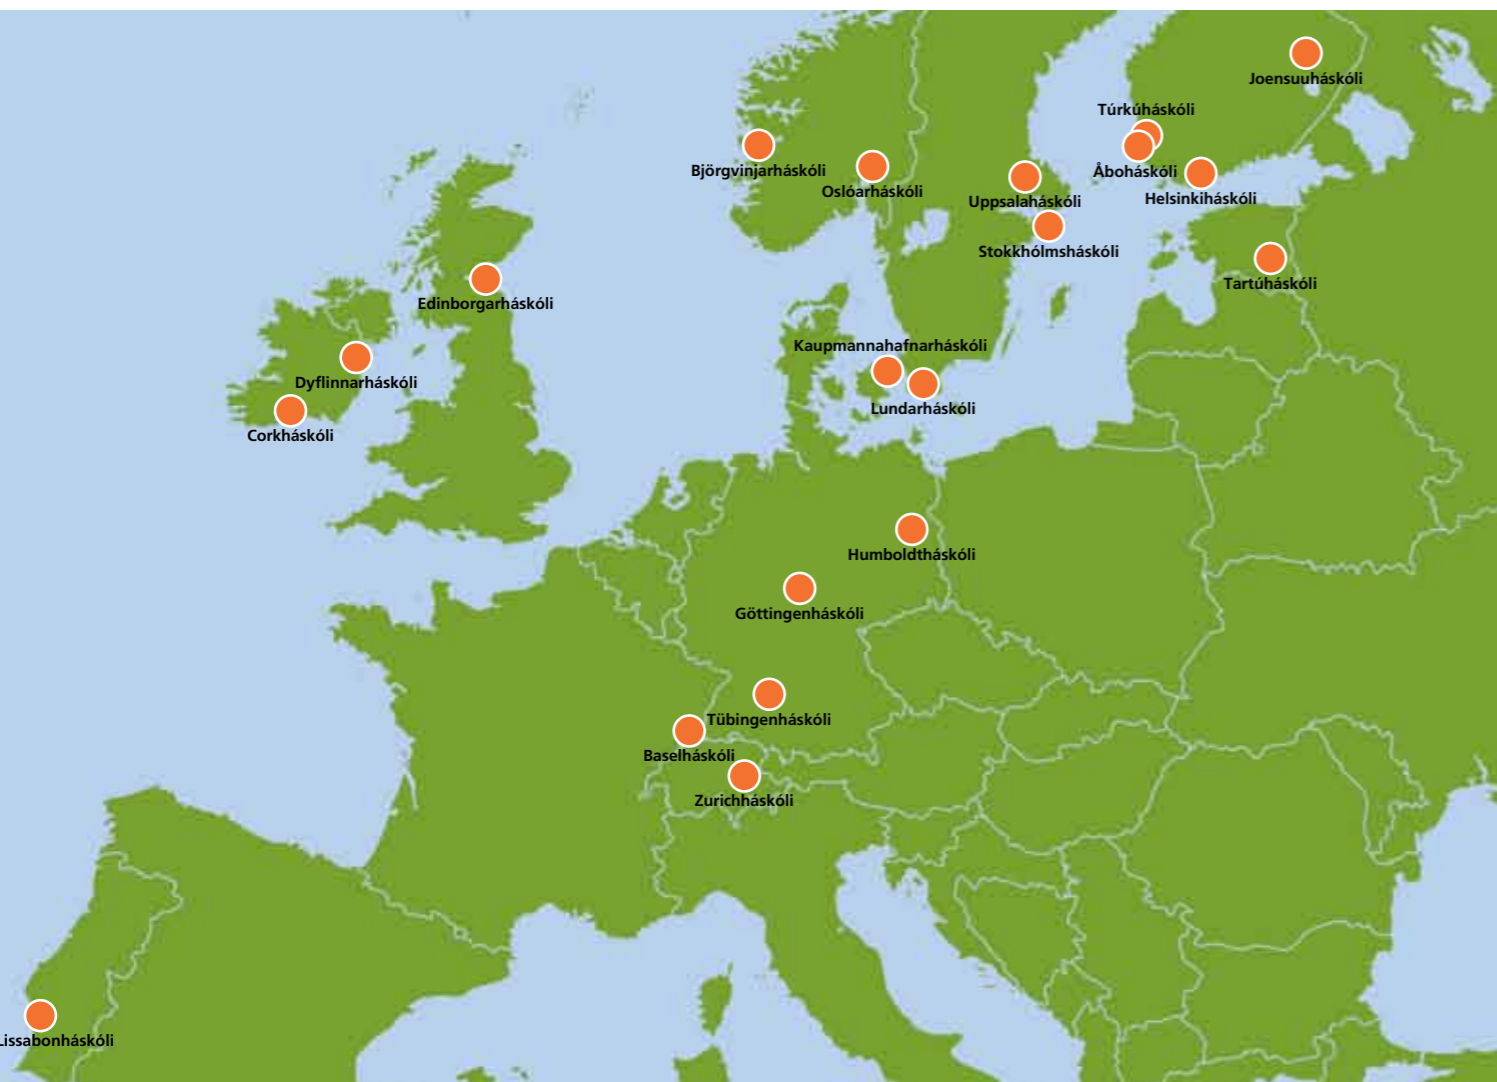 Joensuuháskóli
Túrkúháskóli
Björgvinjarháskóli
Oslóarháskóli
Åboháskóli
Uppsalaháskóli
Helsinkiháskóli
Stokkhólmsháskóli
Tartúháskóli
Edinborgarháskóli
Kaupmannahafnarháskóli
Dyflinnarháskóli
Lundarháskóli
Corkháskóli
Humboldtháskóli
Göttingenháskóli
Tübingenháskóli
Baselháskóli
Zurichháskóli
Lissabonháskóli